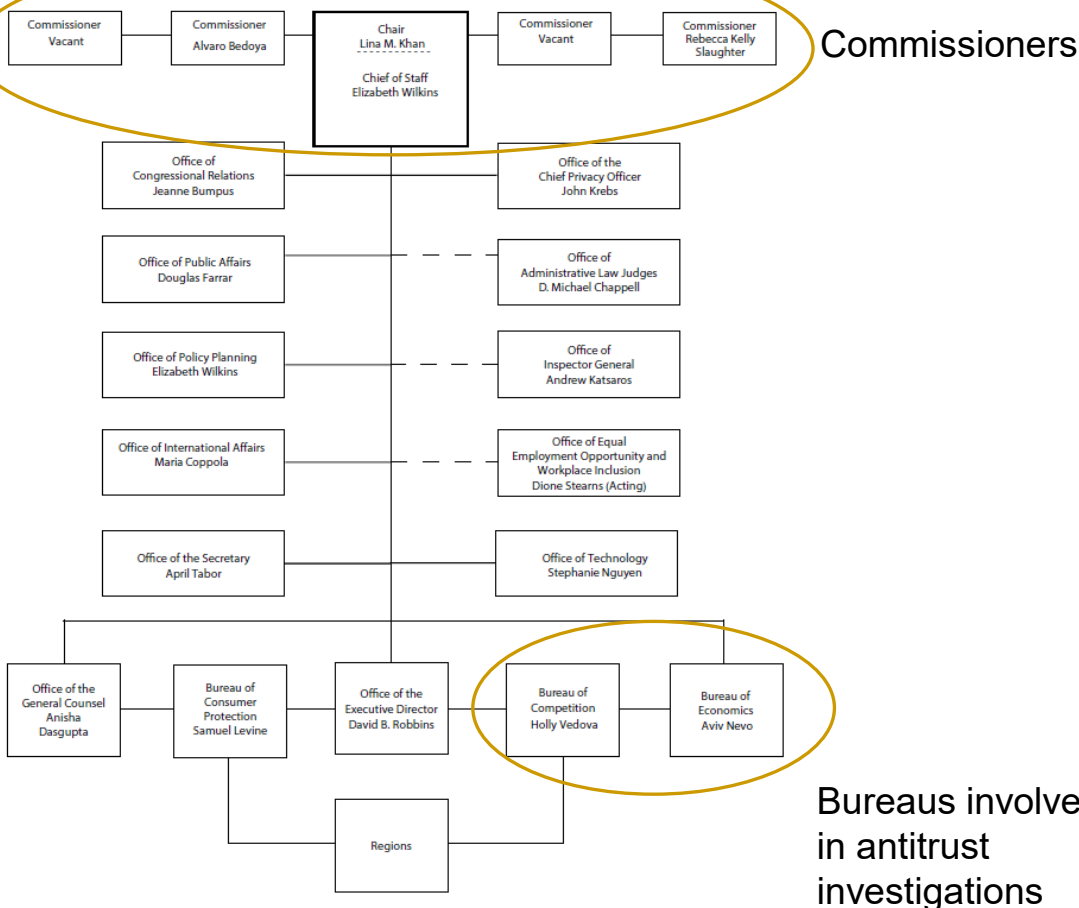 Commissioner
Vacant
Commissioner
Alvaro Bedoya
Chair
Lina M. Khan
Chief of Staff
Elizabeth Wilkins
Commissioner
Vacant
Commissioner
Rebecca Kelly
Slaughter
Commissioners
Office of
Congressional Relations
Jeanne Bumpus
Office of the
Chief Privacy Officer
John Krebs
Office of Public Affairs
Douglas Farrar
Office of
Administrative Law Judges
D. Michael Chappell
Office of Policy Planning
Elizabeth Wilkins
Office of
Inspector General
Andrew Katsaros
Office of International Affairs
Maria Coppola
Office of Equal
Employment Opportunity and
Workplace Inclusion
Dione Stearns (Acting)
Office of the Secretary
April Tabor
Office of Technology
Stephanie Nguyen
Office of the
General Counsel
Anisha
Dasgupta
Bureau of
Consumer
Protection
Samuel Levine
Office of the
Executive Director
David B. Robbins
Bureau of
Competition
Holly Vedova
Bureau of
Economics
Aviv Nevo
Regions
Bureaus involve
in antitrust
investigations